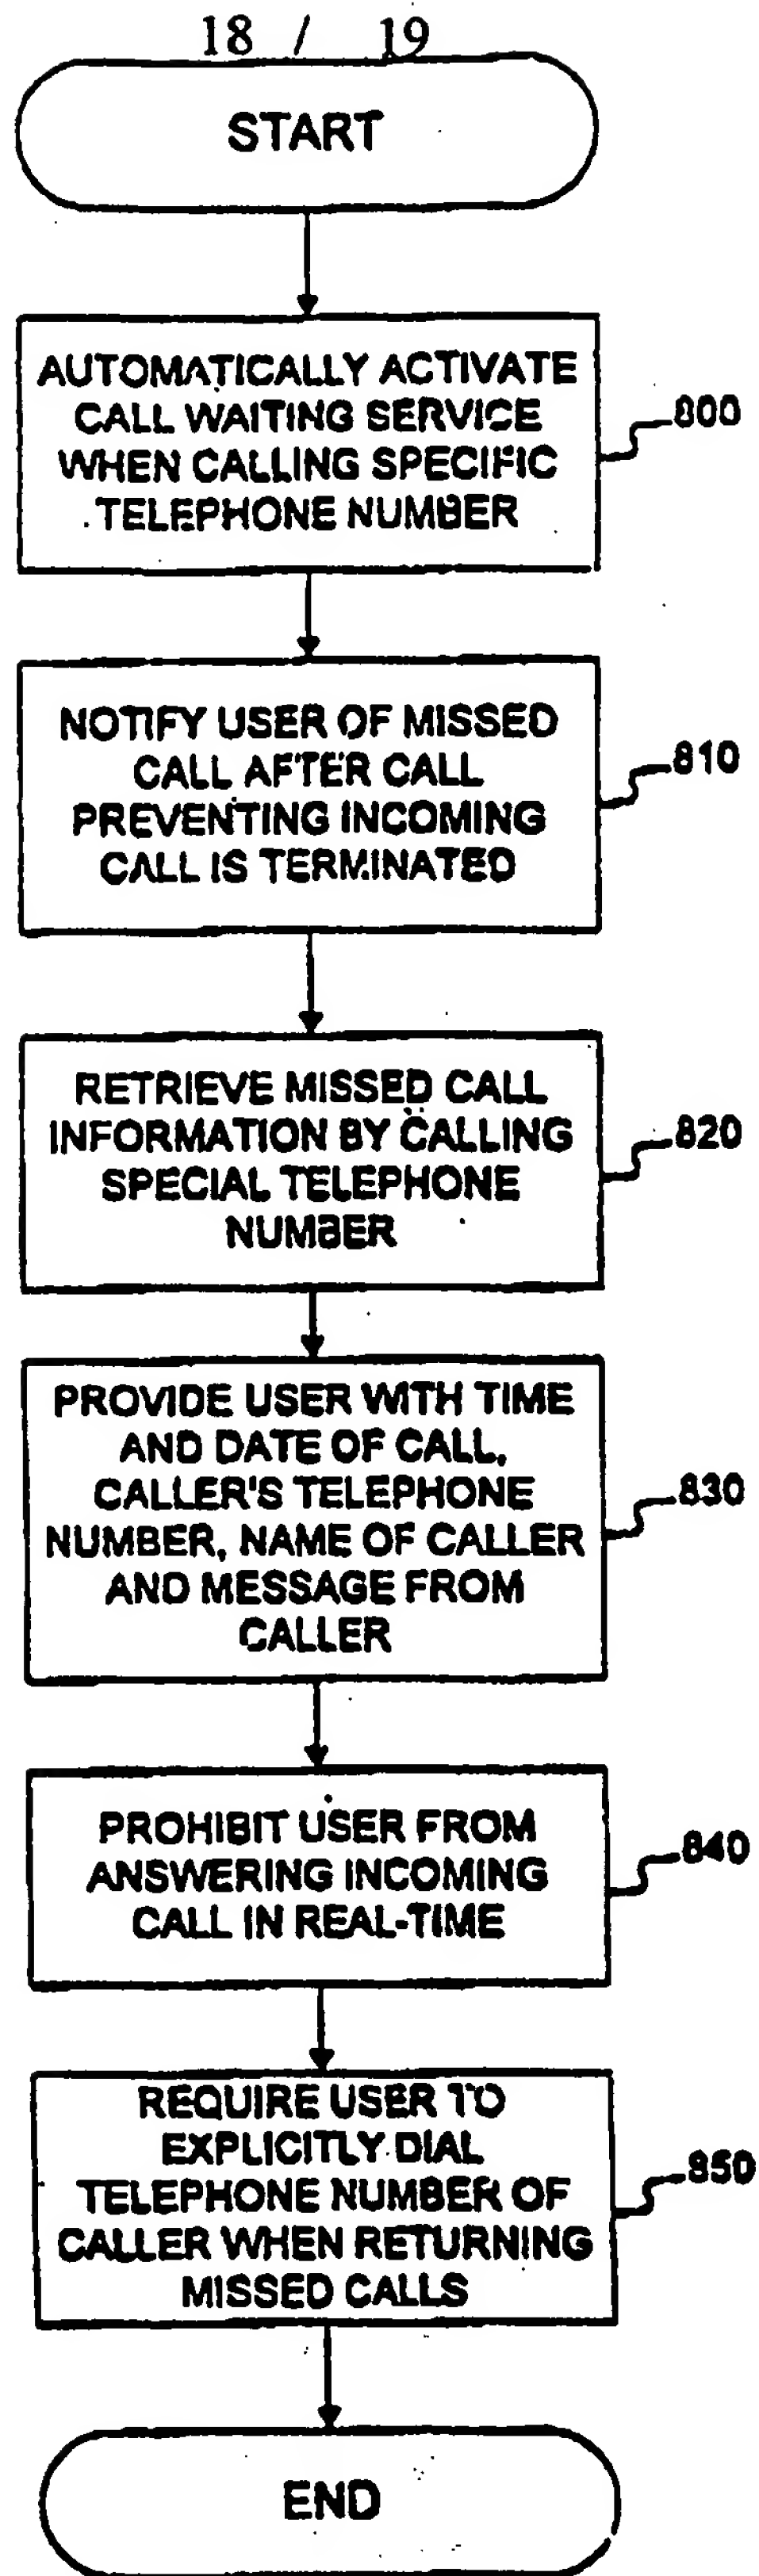 18 / 19
START
AUTOMATICALLY ACTIVATE
CALL WAITING SERVICE
WHEN CALLING SPECIFIC
TELEPHONE NUMBER
800
NOTIFY USER OF MISSED
CALL AFTER CALL
PREVENTING INCOMING
CALL IS TERMINATED
810
RETRIEVE MISSED CALL
INFORMATION BY CALLING
SPECIAL TELEPHONE
NUMBER
820
PROVIDE USER WITH TIME
AND DATE OF CALL,
CALLER'S TELEPHONE
NUMBER, NAME OF CALLER
AND MESSAGE FROM
CALLER
830
PROHIBIT USER FROM
ANSWERING INCOMING
CALL IN REAL-TIME
840
REQUIRE USER TO
EXPLICITLY DIAL
TELEPHONE NUMBER OF
CALLER WHEN RETURNING
MISSED CALLS
850
END